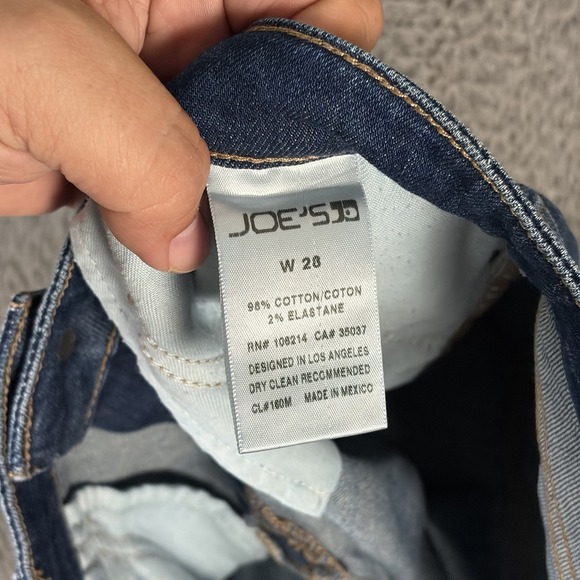 JOE'S
W 28
98% COTTON/COTON
2% ELASTANE
RN# 106214 CA# 35037
DESIGNED IN LOS ANGELES
DRY CLEAN RECOMMENDED
CL#160M MADE IN MEXICO